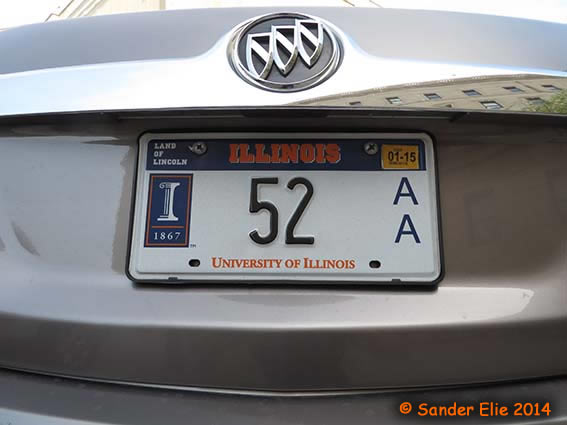 LAND OF LINCOLN
ILLINOIS
01-15
52
A
A
I
1867
UNIVERSITY OF ILLINOIS
© Sander Elie 2014